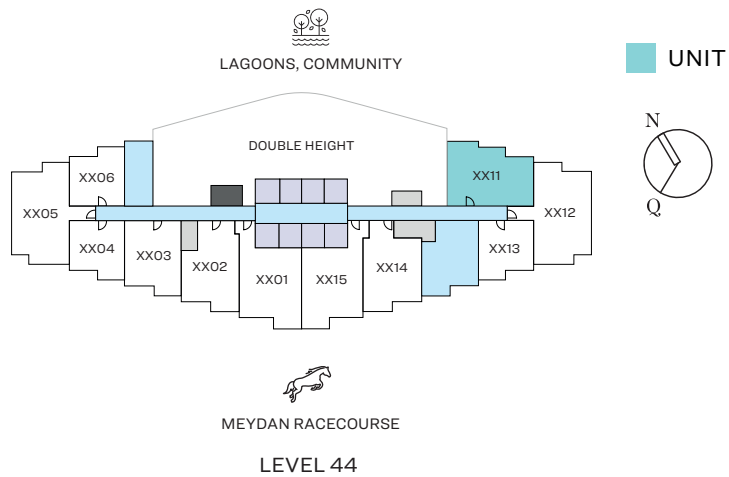 LAGOONS, COMMUNITY
UNIT
N
Q
DOUBLE HEIGHT
XX06
XX11
XX05
XX12
XX04
XX03
XX02
XX01
XX15
XX14
XX13
MEYDAN RACECOURSE
LEVEL 44